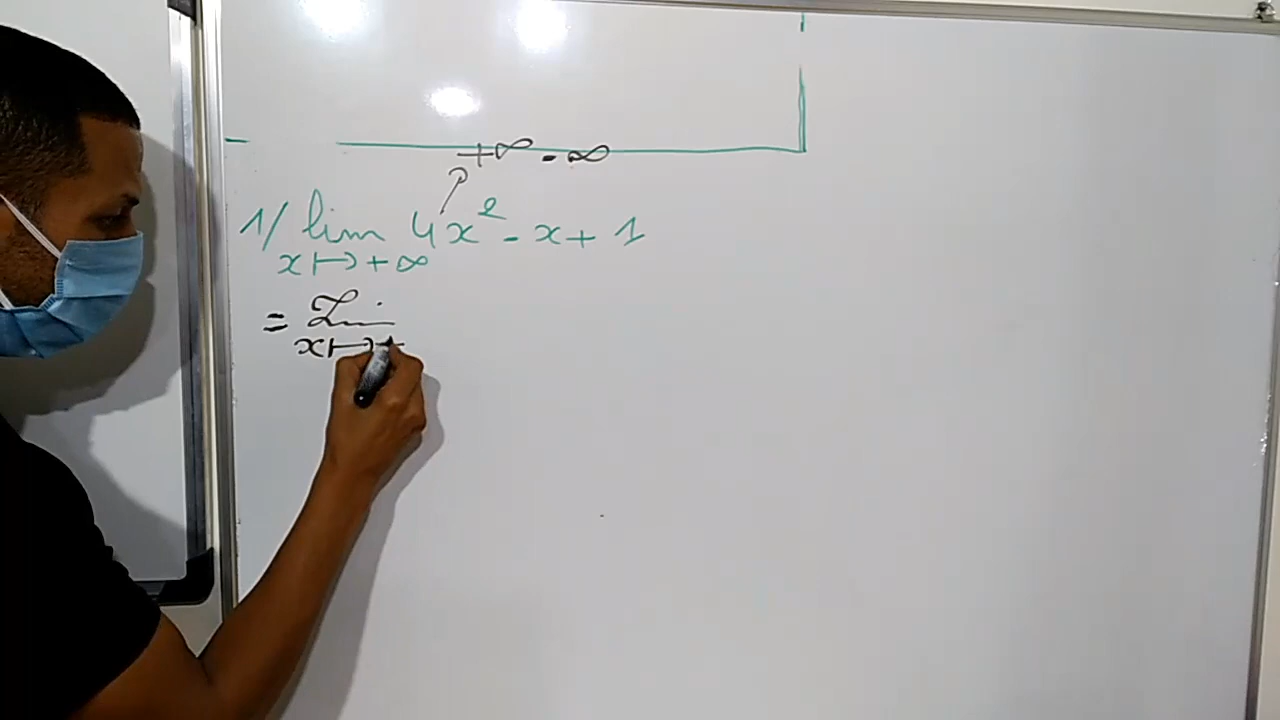 +∞ - ∞
1/ lim 4x² - x + 1
x ↦ + ∞
= Lim
x ↦ +